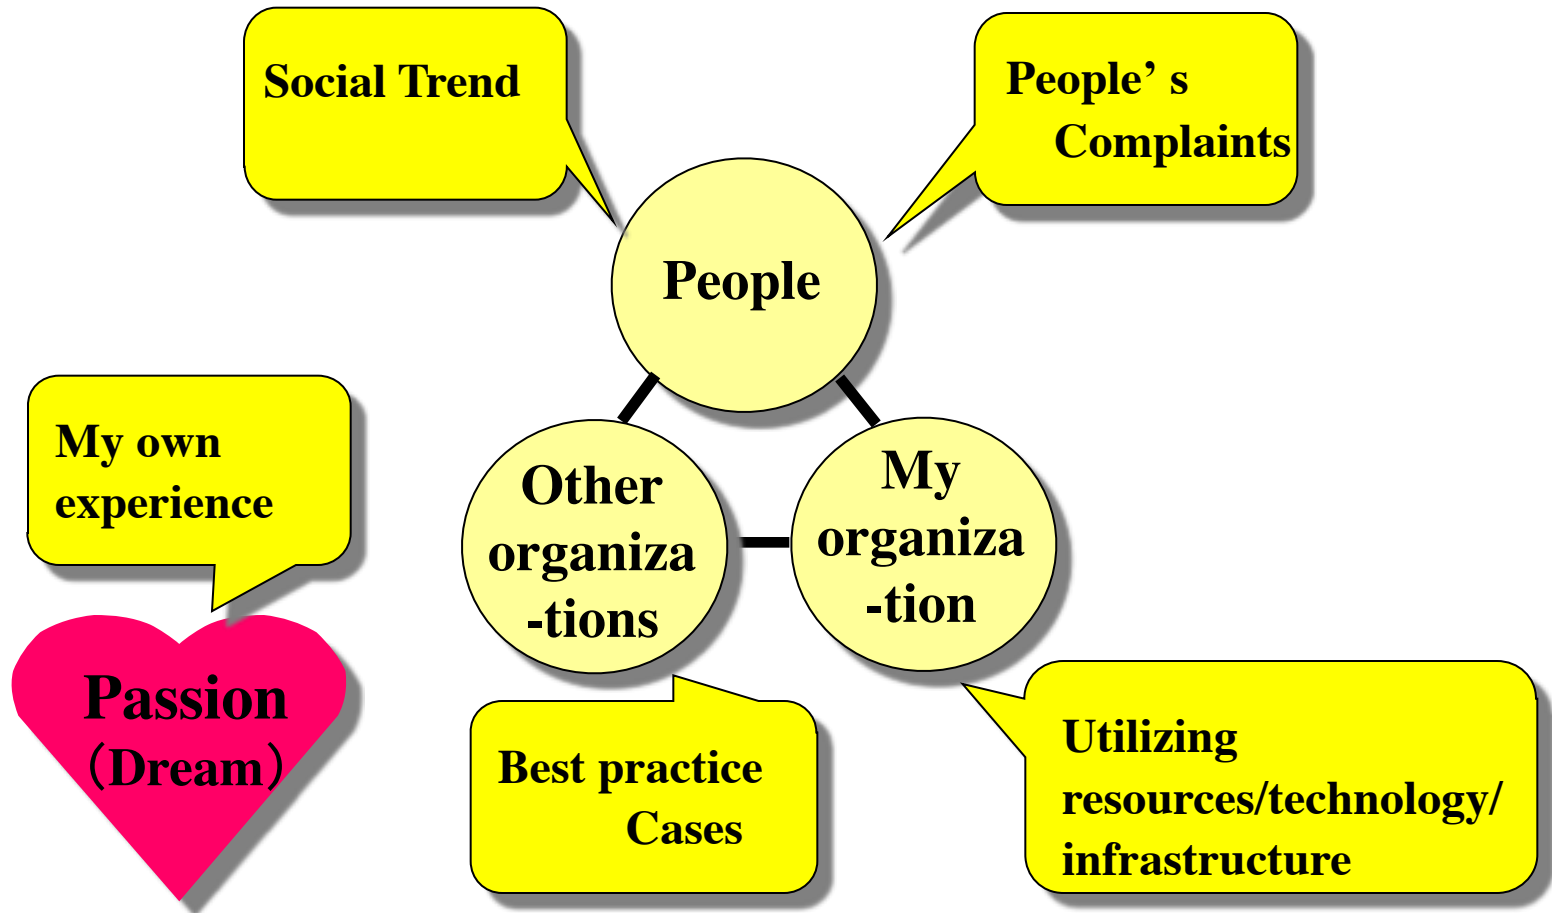 Social Trend
People’ s
Complaints
People
My own
experience
Other
organiza
-tions
My
organiza
-tion
Passion
（Dream）
Best practice
Cases
Utilizing
resources/technology/
infrastructure